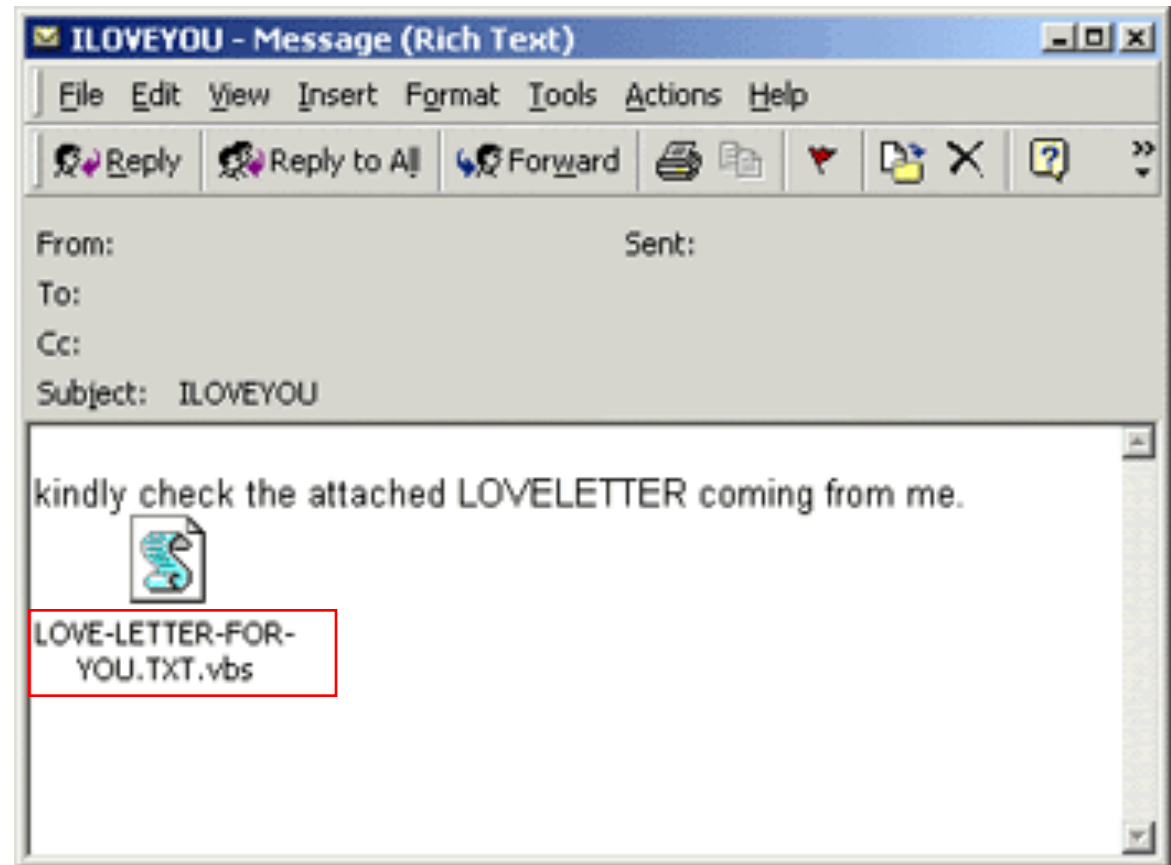 ILOVEYOU - Message (Rich Text)
File Edit View Insert Format Tools Actions Help
Reply Reply to All Forward
From: Sent:
To:
Cc:
Subject: ILOVEYOU
kindly check the attached LOVELETTER coming from me.
LOVE-LETTER-FOR-
YOU.TXT.vbs